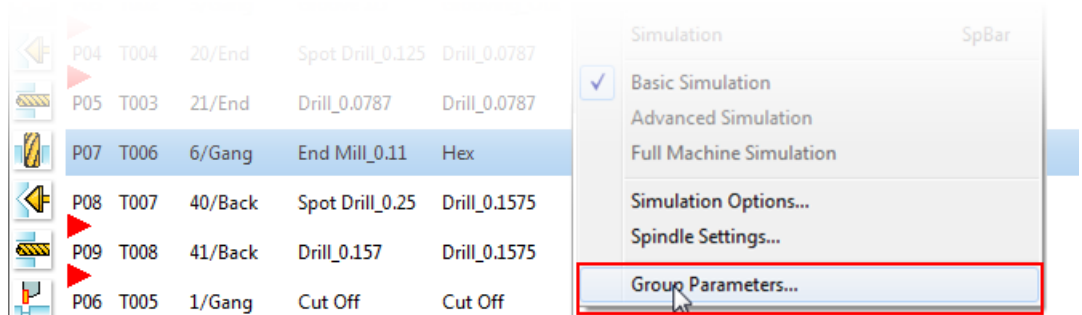 P04 T004 20/End Spot Drill_0.125 Drill_0.0787
P05 T003 21/End Drill_0.0787 Drill_0.0787
P07 T006 6/Gang End Mill_0.11 Hex
P08 T007 40/Back Spot Drill_0.25 Drill_0.1575
P09 T008 41/Back Drill_0.157 Drill_0.1575
P06 T005 1/Gang Cut Off Cut Off
Simulation SpBar
Basic Simulation
Advanced Simulation
Full Machine Simulation
Simulation Options...
Spindle Settings...
Group Parameters...